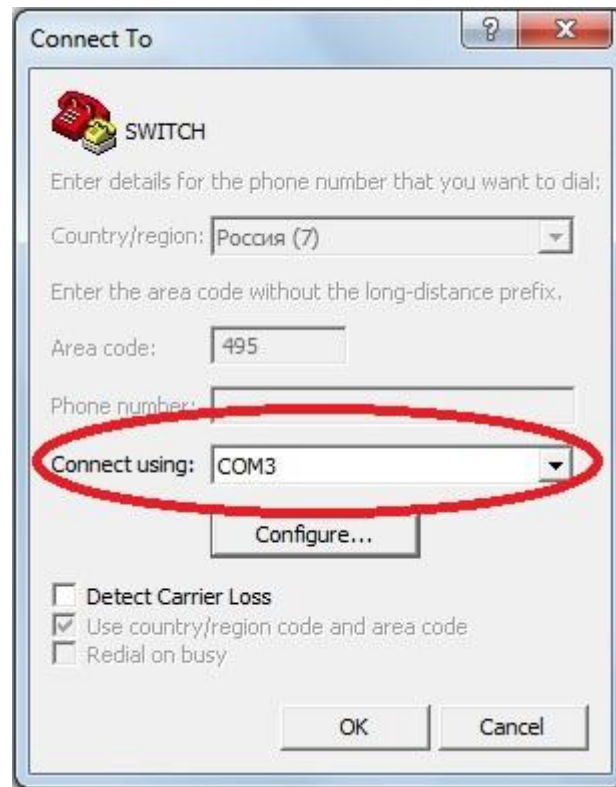 Connect To
SWITCH
Enter details for the phone number that you want to dial:
Country/region: Россия (7)
Enter the area code without the long-distance prefix.
Area code: 495
Phone number:
Connect using: COM3
Configure...
Detect Carrier Loss
Use country/region code and area code
Redial on busy
OK Cancel